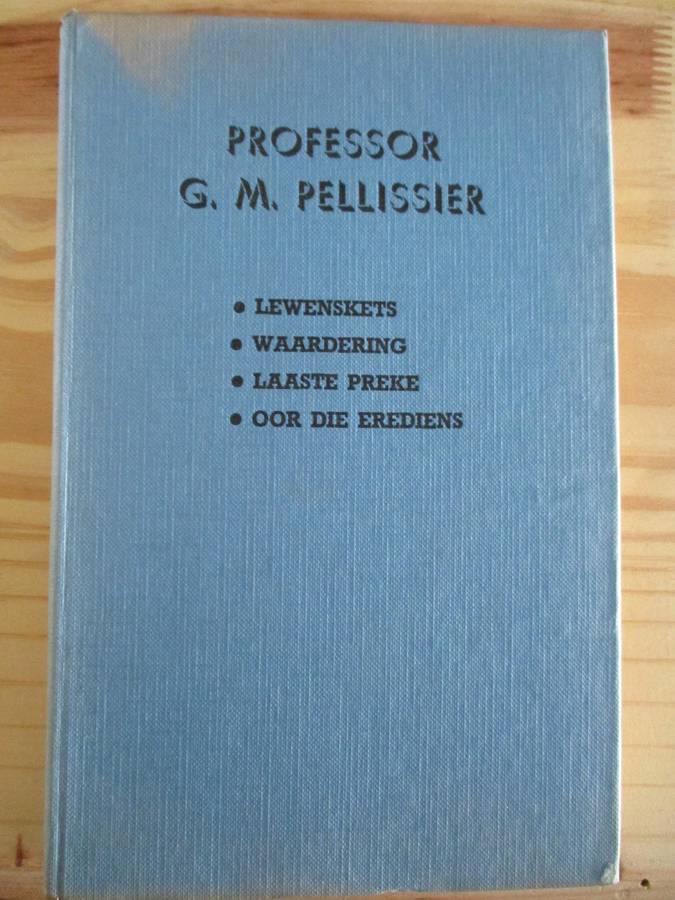 PROFESSOR
G. M. PELLISSIER
• LEWENSKETS
• WAARDERING
• LAASTE PREKE
• OOR DIE EREDIENS